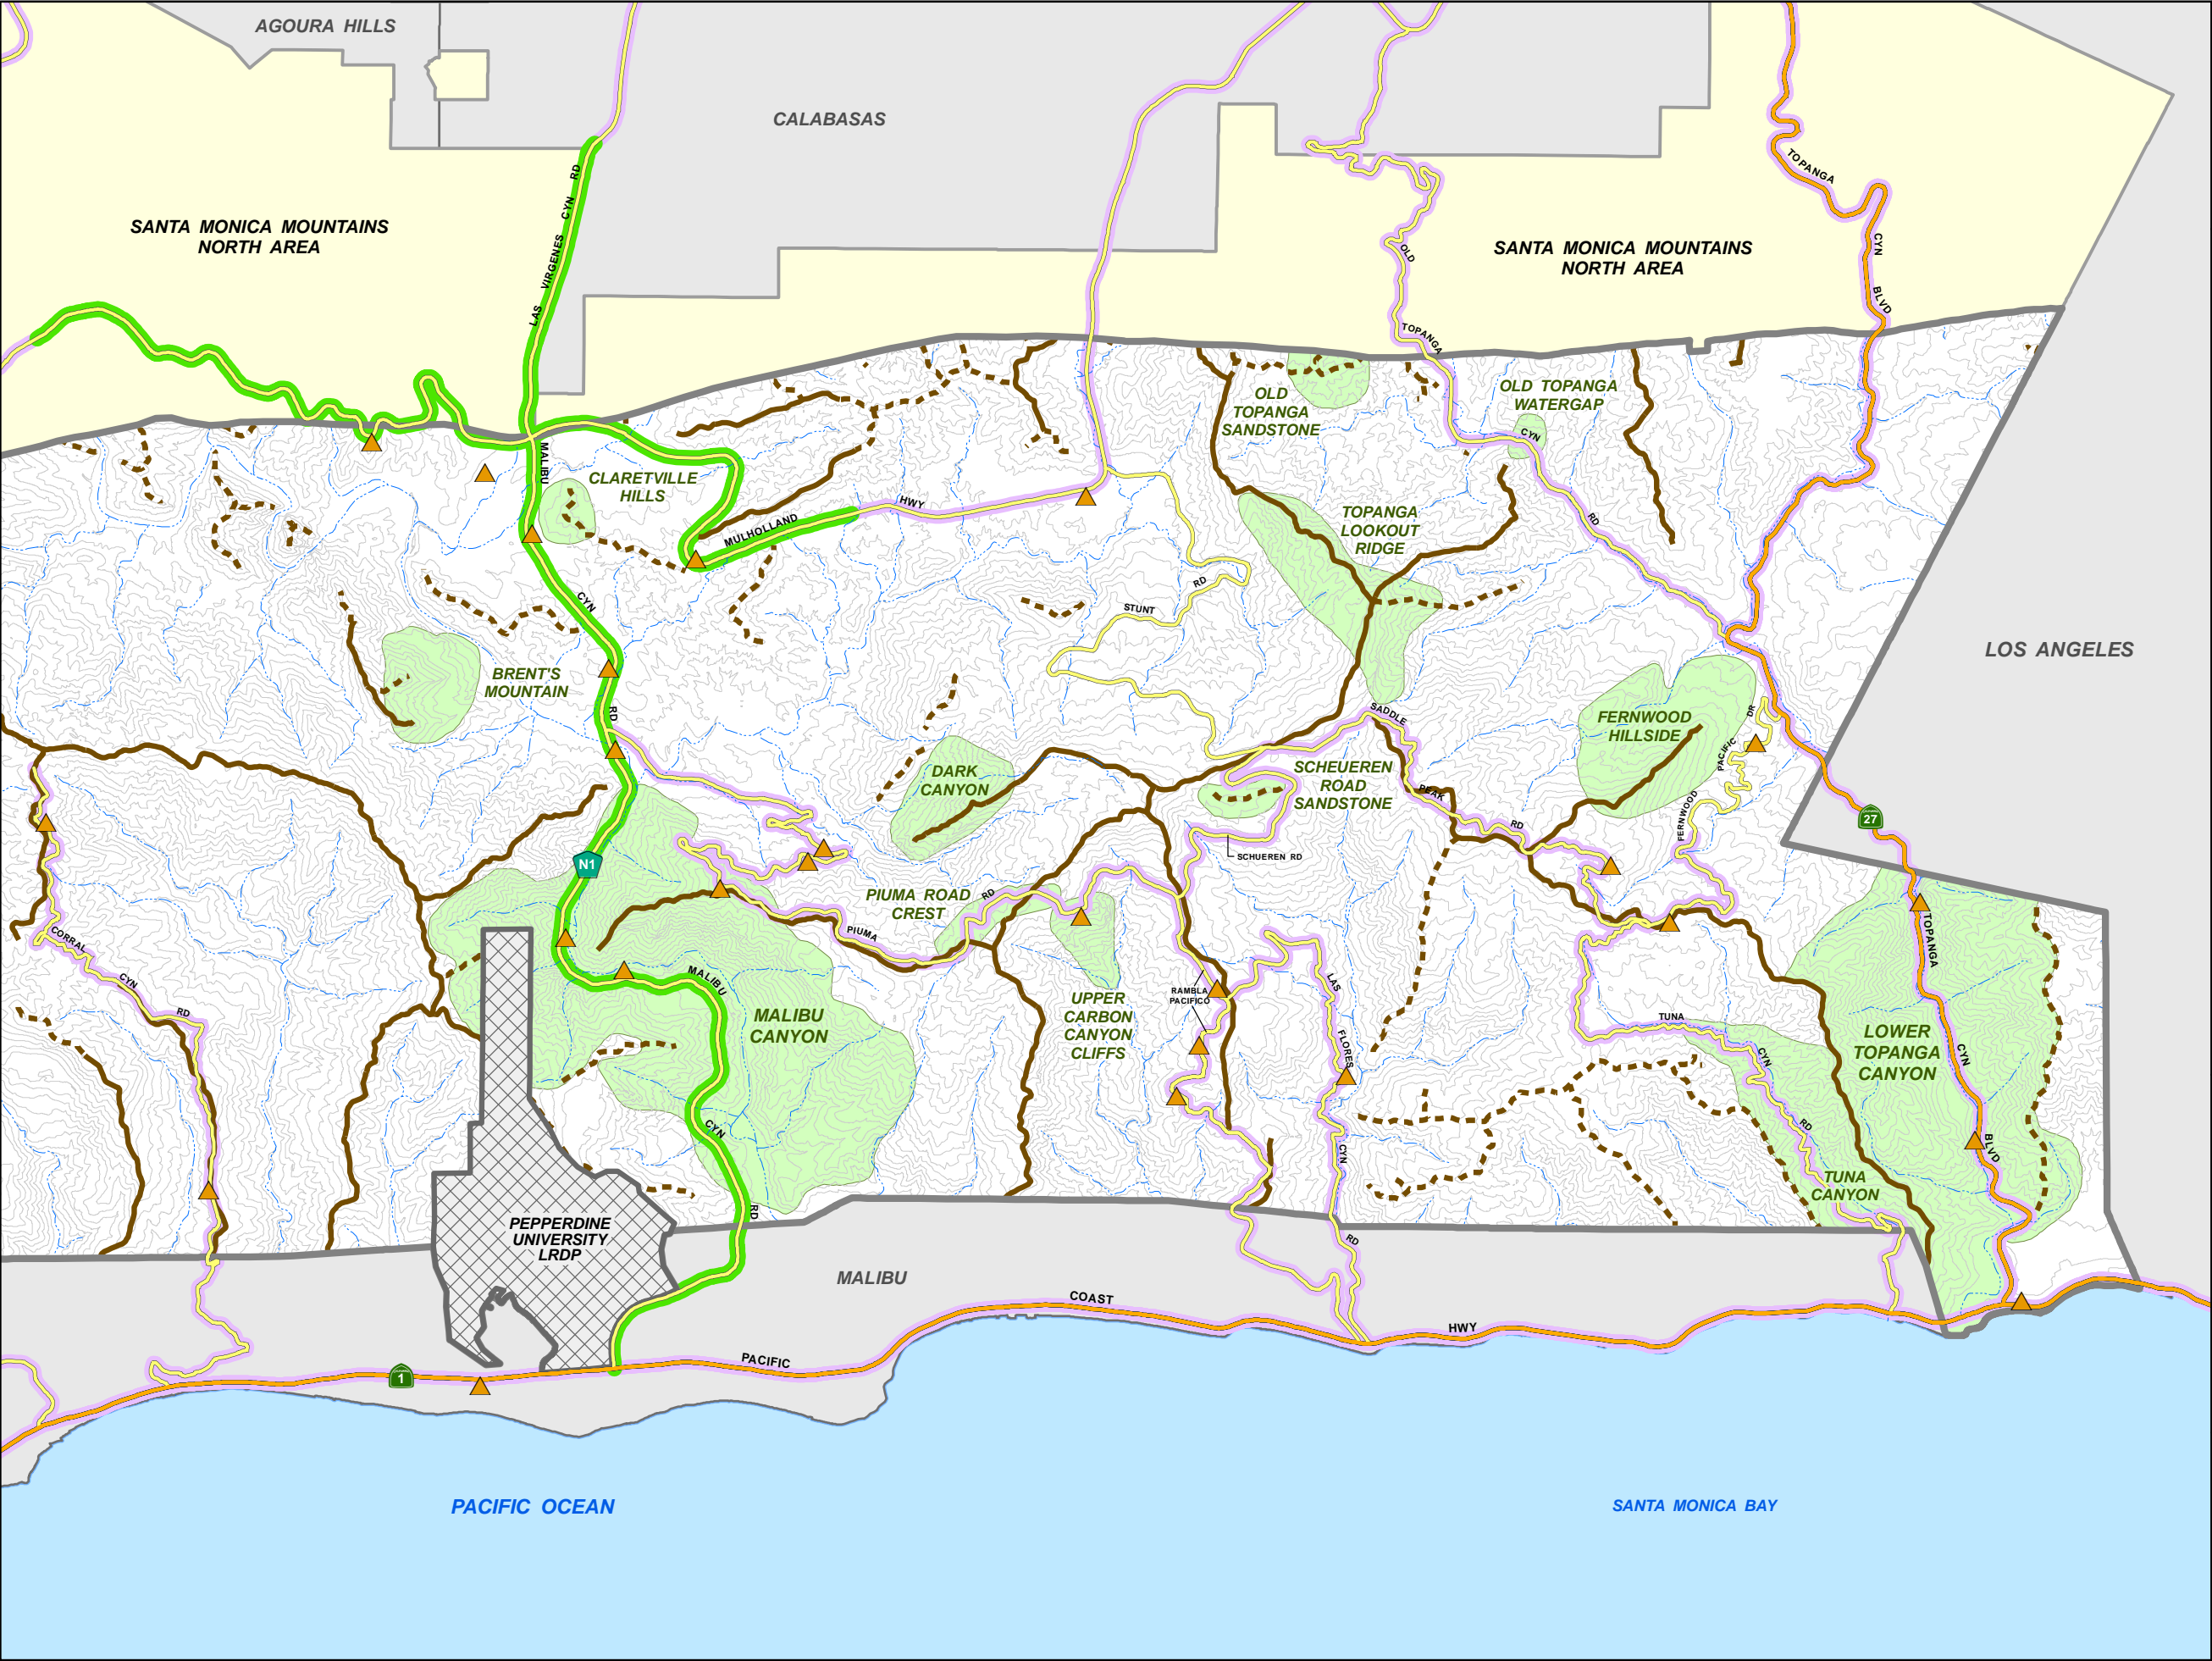 AGOURA HILLS
CALABASAS
SANTA MONICA MOUNTAINS
NORTH AREA
SANTA MONICA MOUNTAINS
NORTH AREA
LOS ANGELES
LAS VIRGENES CYN RD
TOPANGA CYN BLVD
OLD TOPANGA CYN RD
OLD
TOPANGA
SANDSTONE
OLD TOPANGA
WATERGAP
CLARETVILLE
HILLS
MULHOLLAND HWY
TOPANGA
LOOKOUT
RIDGE
MALIBU CYN RD
STUNT RD
BRENT'S
MOUNTAIN
DARK
CANYON
SADDLE PEAK RD
SCHEUEREN
ROAD
SANDSTONE
FERNWOOD
HILLSIDE
FERNWOOD PACIFIC DR
27
N1
SCHUEREN RD
PIUMA ROAD
CREST
PIUMA RD
CORRAL CYN RD
TOPANGA CYN BLVD
MALIBU CYN RD
MALIBU
CANYON
UPPER
CARBON
CANYON
CLIFFS
RAMBLA
PACIFICO
LAS FLORES CYN RD
TUNA CYN RD
LOWER
TOPANGA
CANYON
TUNA
CANYON
PEPPERDINE
UNIVERSITY
LRDP
MALIBU
1
PACIFIC COAST HWY
PACIFIC OCEAN
SANTA MONICA BAY